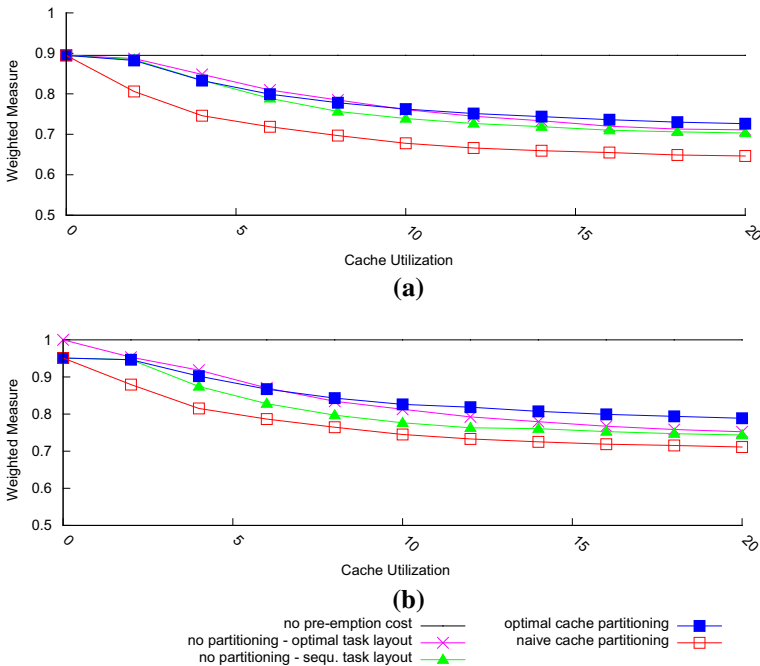 1
0.9
0.8
0.7
0.6
0.5
Weighted Measure
0 5 10 15 20
Cache Utilization
(a)
1
0.9
0.8
0.7
0.6
0.5
Weighted Measure
0 5 10 15 20
Cache Utilization
(b)
no pre-emption cost
no partitioning - optimal task layout
no partitioning - sequ. task layout
optimal cache partitioning
naive cache partitioning